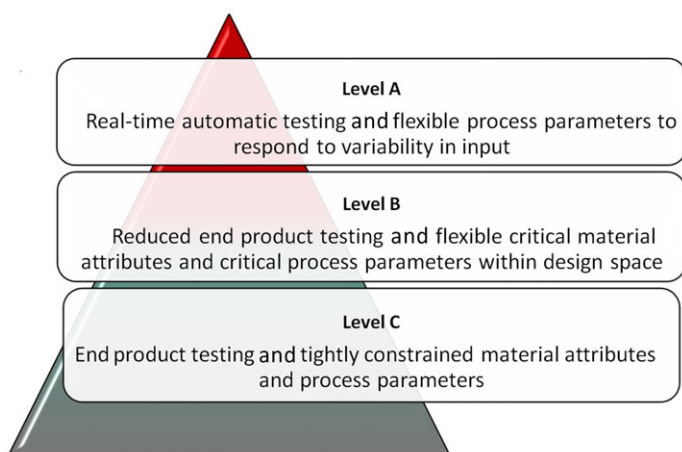 Level A
Real-time automatic testing and flexible process parameters to
respond to variability in input
Level B
Reduced end product testing and flexible critical material
attributes and critical process parameters within design space
Level C
End product testing and tightly constrained material attributes
and process parameters